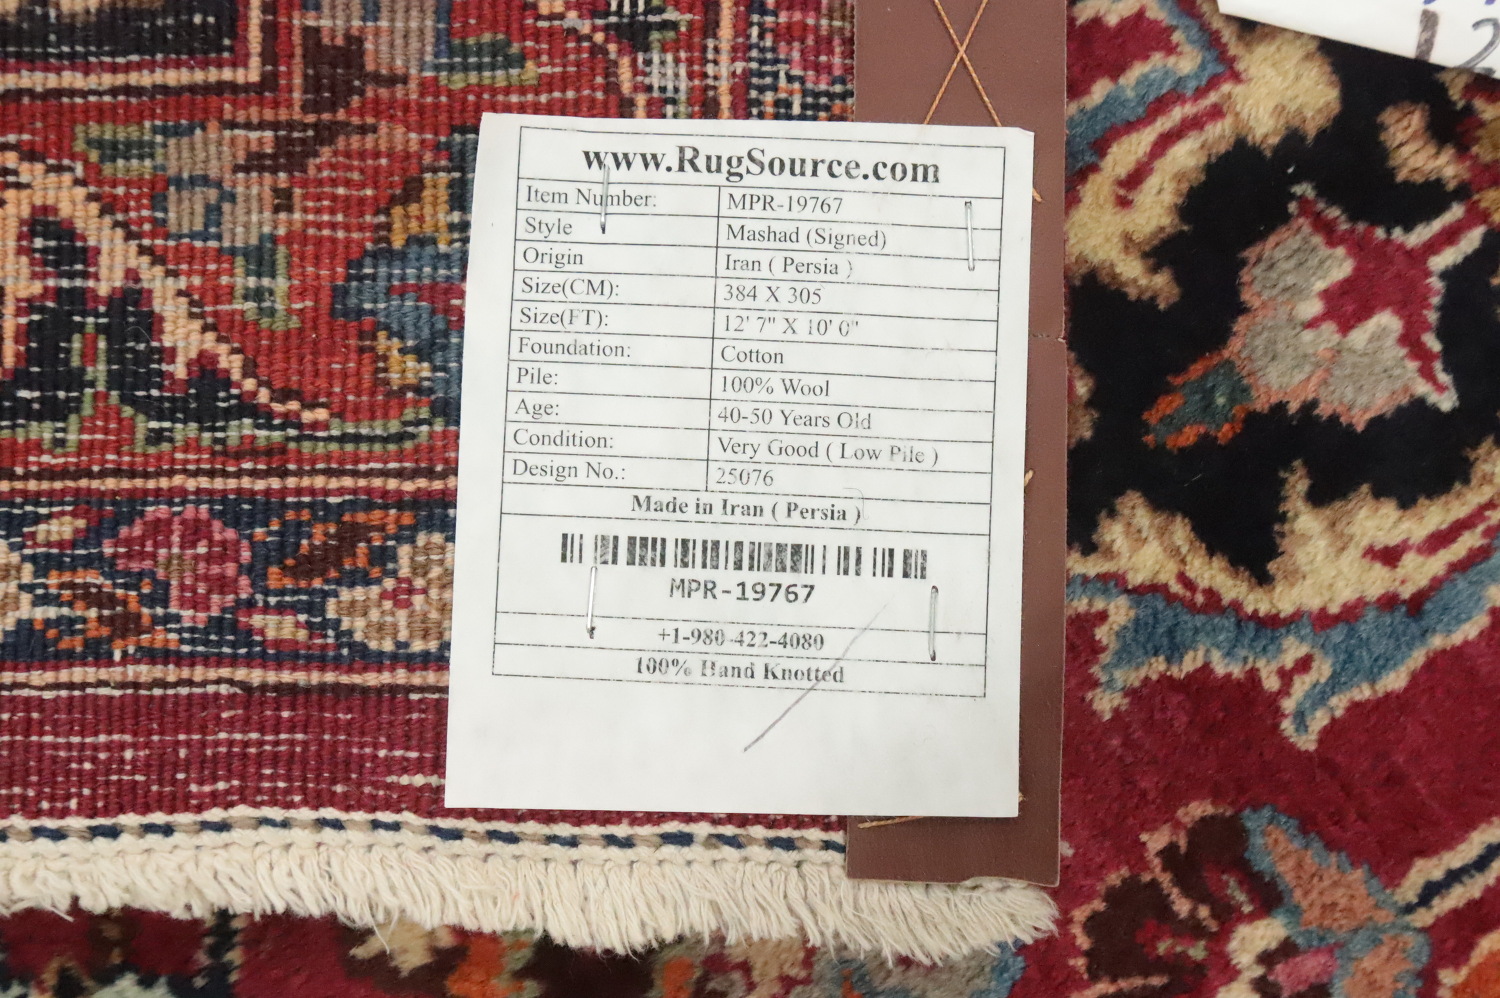 www.RugSource.com
Item Number: MPR-19767
Style Mashad (Signed)
Origin Iran ( Persia )
Size(CM): 384 X 305
Size(FT): 12' 7" X 10' 0"
Foundation: Cotton
Pile: 100% Wool
Age: 40-50 Years Old
Condition: Very Good ( Low Pile )
Design No.: 25076
Made in Iran ( Persia )
MPR-19767
+1-980-422-4080
100% Hand Knotted